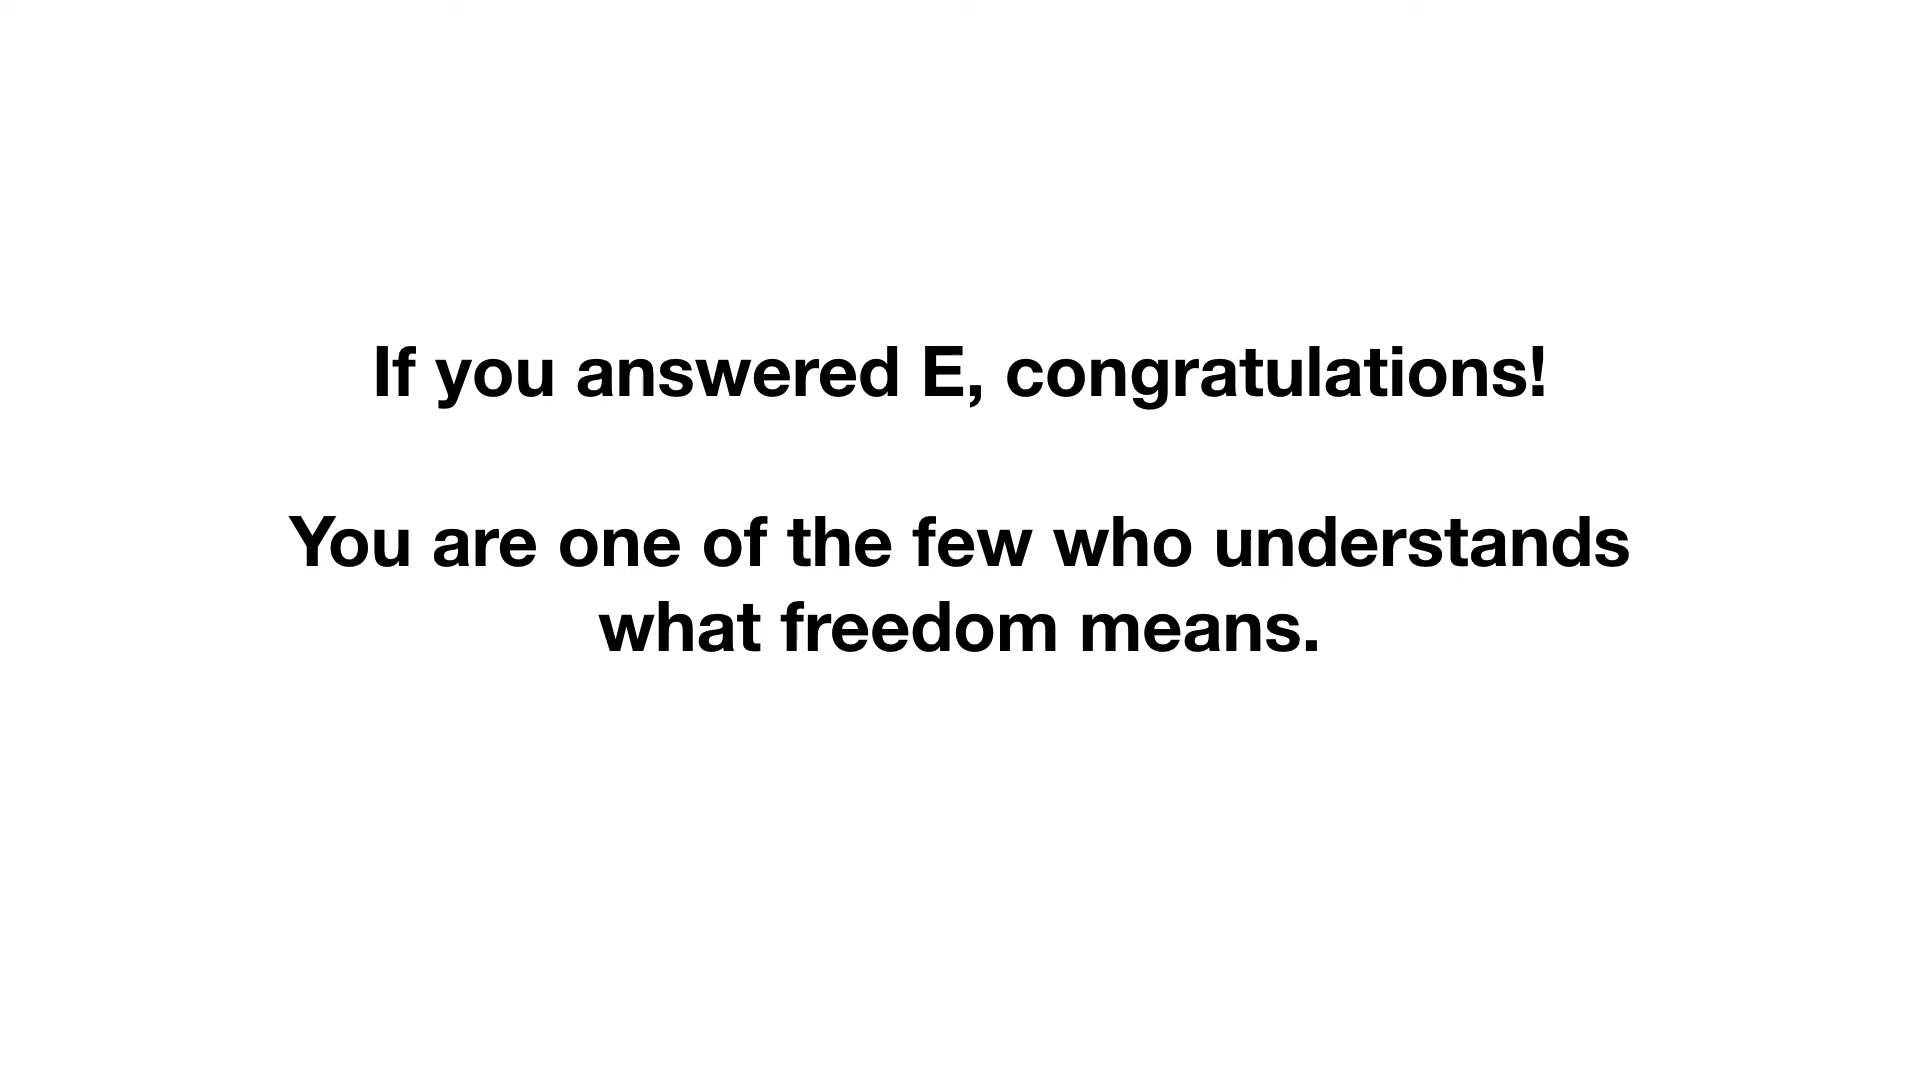 If you answered E, congratulations!
You are one of the few who understands
what freedom means.